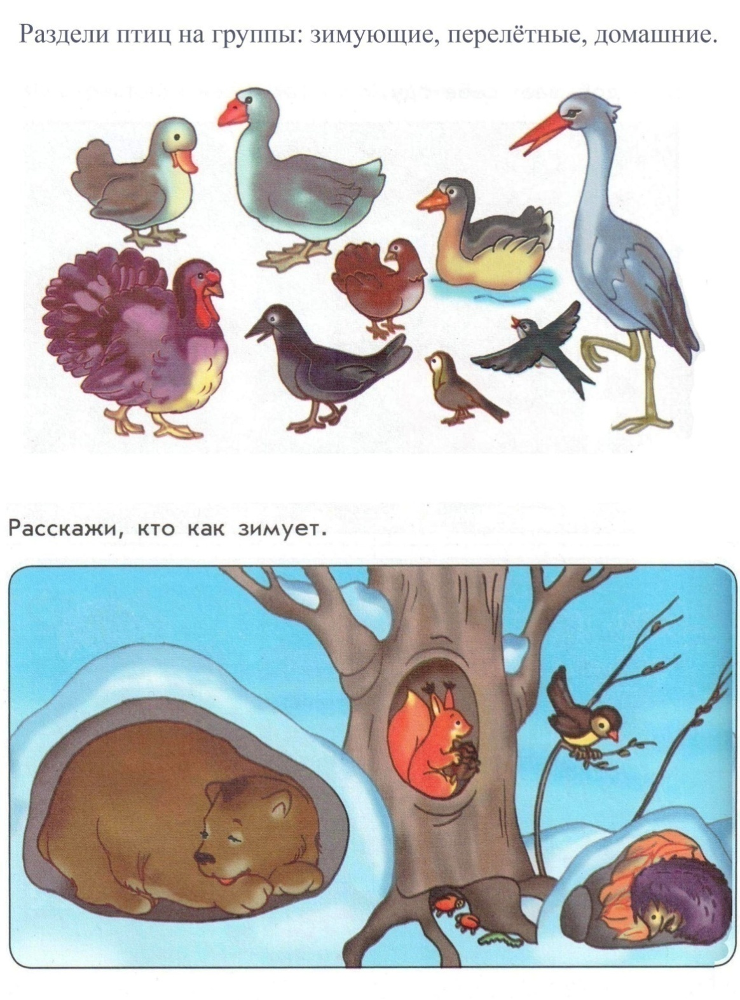 Раздели птиц на группы: зимующие, перелётные, домашние.
Расскажи, кто как зимует.